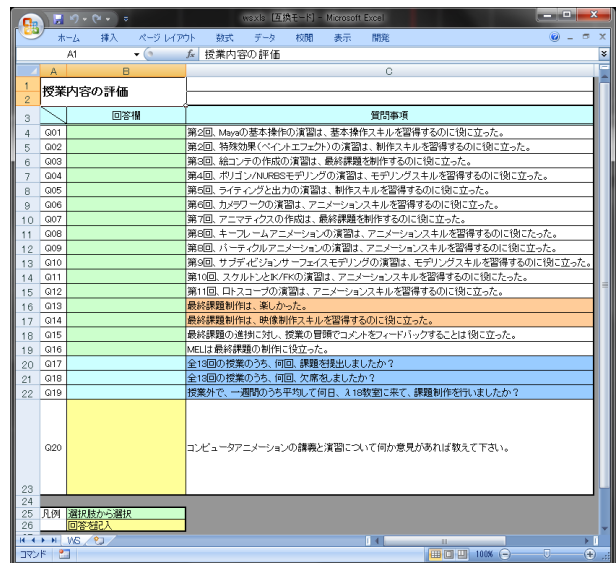 ws.xls [互換モード] - Microsoft Excel
ホーム 挿入 ページ レイアウト 数式 データ 校閲 表示 開発
A1 fx 授業内容の評価
A B C
1 授業内容の評価
2
3 回答欄 質問事項
4 Q01 第2回、Mayaの基本操作の演習は、基本操作スキルを習得するのに役に立った。
5 Q02 第2回、特殊効果(ペイントエフェクト)の演習は、制作スキルを習得するのに役に立った。
6 Q03 第3回、絵コンテの作成の演習は、最終課題を制作するのに役に立った。
7 Q04 第4回、ポリゴン/NURBSモデリングの演習は、モデリングスキルを習得するのに役に立った。
8 Q05 第5回、ライティングと出力の演習は、制作スキルを習得するのに役に立った。
9 Q06 第6回、カメラワークの演習は、アニメーションスキルを習得するのに役に立った。
10 Q07 第7回、アニマティクスの作成は、最終課題を制作するのに役に立った。
11 Q08 第8回、キーフレームアニメーションの演習は、アニメーションスキルを習得するのに役にたった。
12 Q09 第8回、パーティクルアニメーションの演習は、アニメーションスキルを習得するのに役に立った。
13 Q10 第9回、サブディビジョンサーフェイスモデリングの演習は、モデリングスキルを習得するのに役に立った。
14 Q11 第10回、スケルトンとIK/FKの演習は、アニメーションスキルを習得するのに役にたった。
15 Q12 第11回、ロトスコープの演習は、アニメーションスキルを習得するのに役に立った。
16 Q13 最終課題制作は、楽しかった。
17 Q14 最終課題制作は、映像制作スキルを習得するのに役に立った。
18 Q15 最終課題の進捗に対し、授業の冒頭でコメントをフィードバックすることは役に立った。
19 Q16 MELは最終課題の制作に役立った。
20 Q17 全13回の授業のうち、何回、課題を提出しましたか?
21 Q18 全13回の授業のうち、何回、欠席をしましたか?
22 Q19 授業外で、一週間のうち平均して何日、λ18教室に来て、課題制作を行いましたか?
23 Q20 コンピュータアニメーションの講義と演習について何か意見があれば教えて下さい。
24
25 凡例 選択肢から選択
26 回答を記入
WS
コマンド 100%